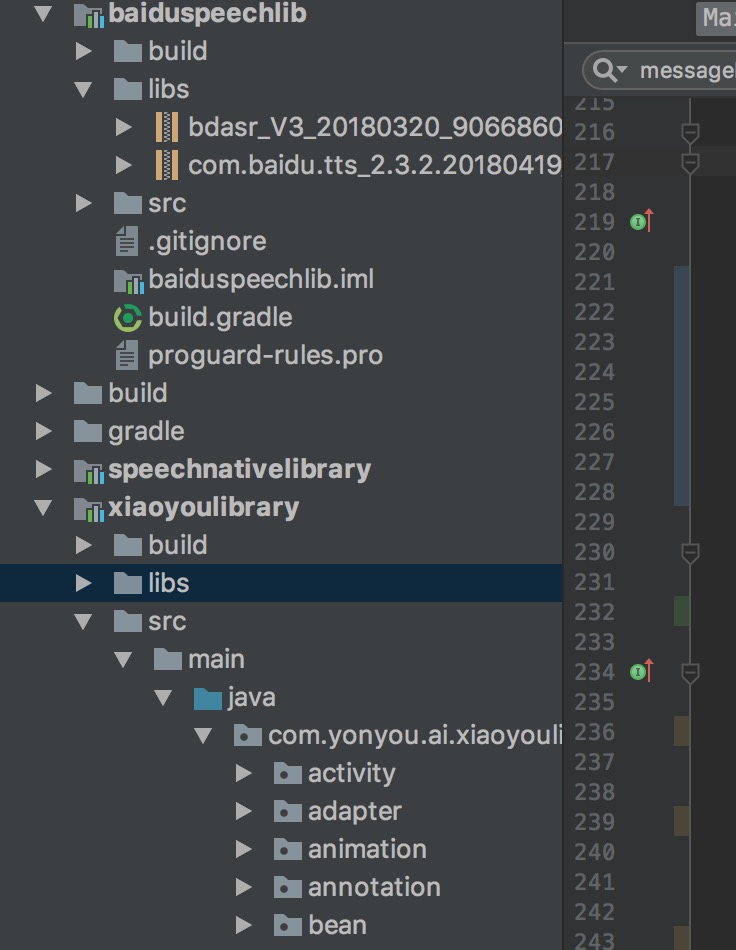 baiduspeechlib
build
libs
bdasr_V3_20180320_9066860
com.baidu.tts_2.3.2.20180419_
src
.gitignore
baiduspeechlib.iml
build.gradle
proguard-rules.pro
build
gradle
speechnativelibrary
xiaoyoulibrary
build
libs
src
main
java
com.yonyou.ai.xiaoyouli
activity
adapter
animation
annotation
bean
Mai
message
215
216
217
218
219
220
221
222
223
224
225
226
227
228
229
230
231
232
233
234
235
236
237
238
239
240
241
242
243